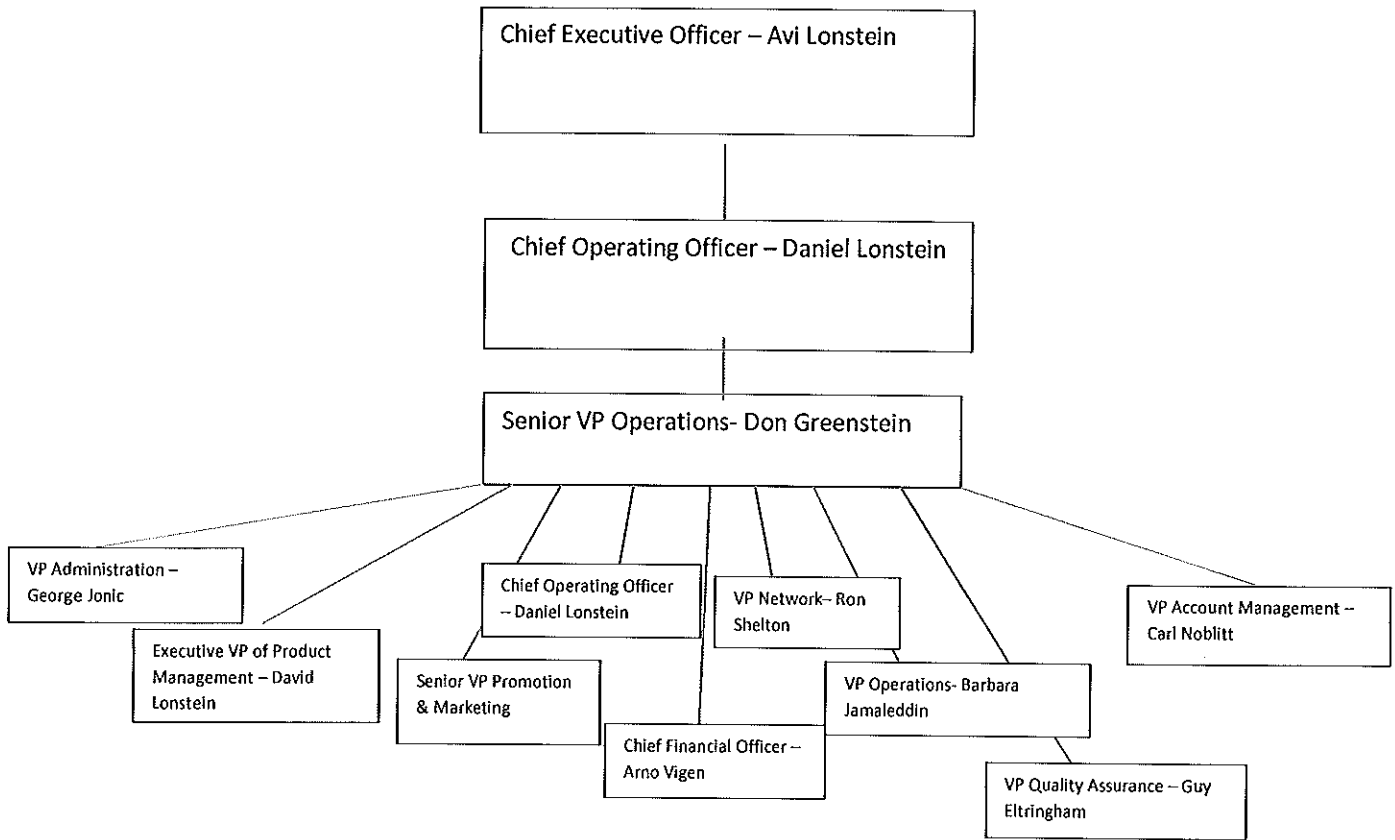 Chief Executive Officer – Avi Lonstein
Chief Operating Officer – Daniel Lonstein
Senior VP Operations- Don Greenstein
VP Administration –
George Jonic
Executive VP of Product
Management – David
Lonstein
Senior VP Promotion
& Marketing
Chief Operating Officer
– Daniel Lonstein
Chief Financial Officer –
Arno Vigen
VP Network– Ron
Shelton
VP Operations- Barbara
Jamaleddin
VP Quality Assurance – Guy
Eltringham
VP Account Management –
Carl Noblitt